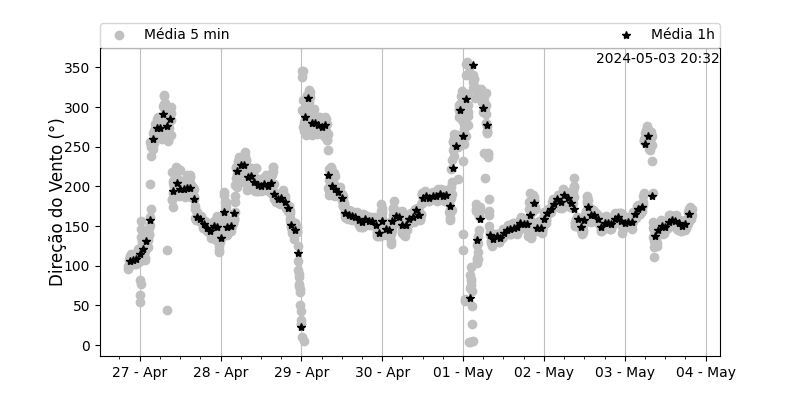 Média 5 min
Média 1h
2024-05-03 20:32
Direção do Vento (°)
350
300
250
200
150
100
50
0
27 - Apr
28 - Apr
29 - Apr
30 - Apr
01 - May
02 - May
03 - May
04 - May